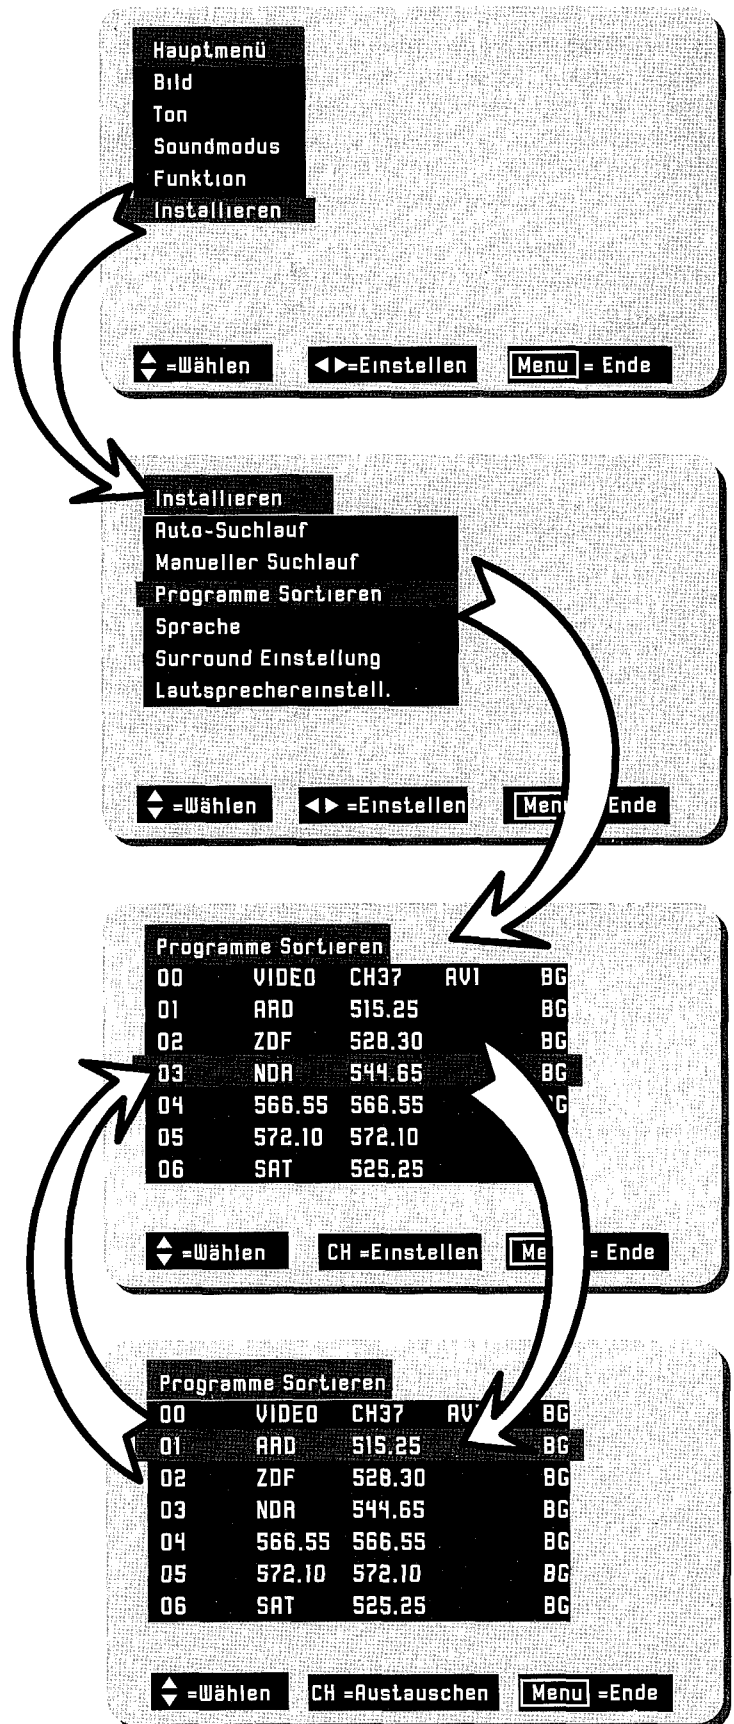 Hauptmenü
Bild
Ton
Soundmodus
Funktion
Installieren
=Wählen =Einstellen Menu = Ende
Installieren
Auto-Suchlauf
Manueller Suchlauf
Programme Sortieren
Sprache
Surround Einstellung
Lautsprechereinstell.
=Wählen =Einstellen Ende
Programme Sortieren
00 VIDEO CH37 AV1 BG
01 ARD 515.25 BG
02 ZDF 528.30 BG
03 NDR 544.65 BG
04 566.55 566.55
05 572.10 572.10
06 SAT 525.25
=Wählen CH =Einstellen = Ende
Programme Sortieren
00 VIDEO CH37 BG
01 ARD 515.25 BG
02 ZDF 528.30 BG
03 NDR 544.65 BG
04 566.55 566.55 BG
05 572.10 572.10 BG
06 SAT 525.25 BG
=Wählen CH =Austauschen Menu =Ende